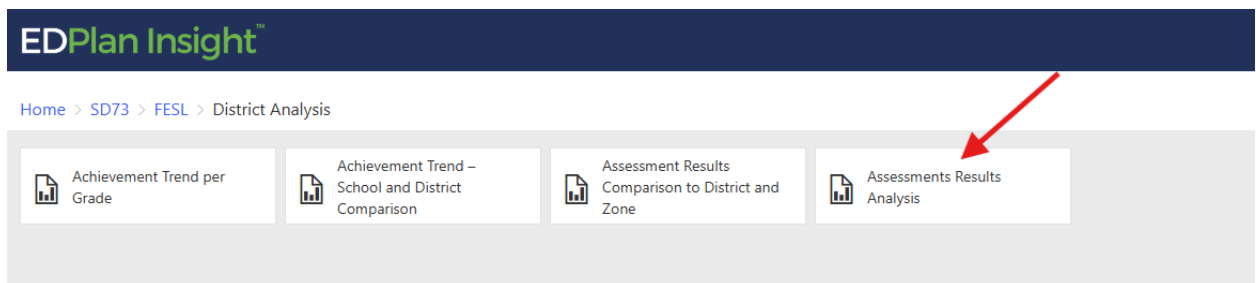 EDPlan Insight™
Home > SD73 > FESL > District Analysis
Achievement Trend per
Grade
Achievement Trend –
School and District
Comparison
Assessment Results
Comparison to District and
Zone
Assessments Results
Analysis